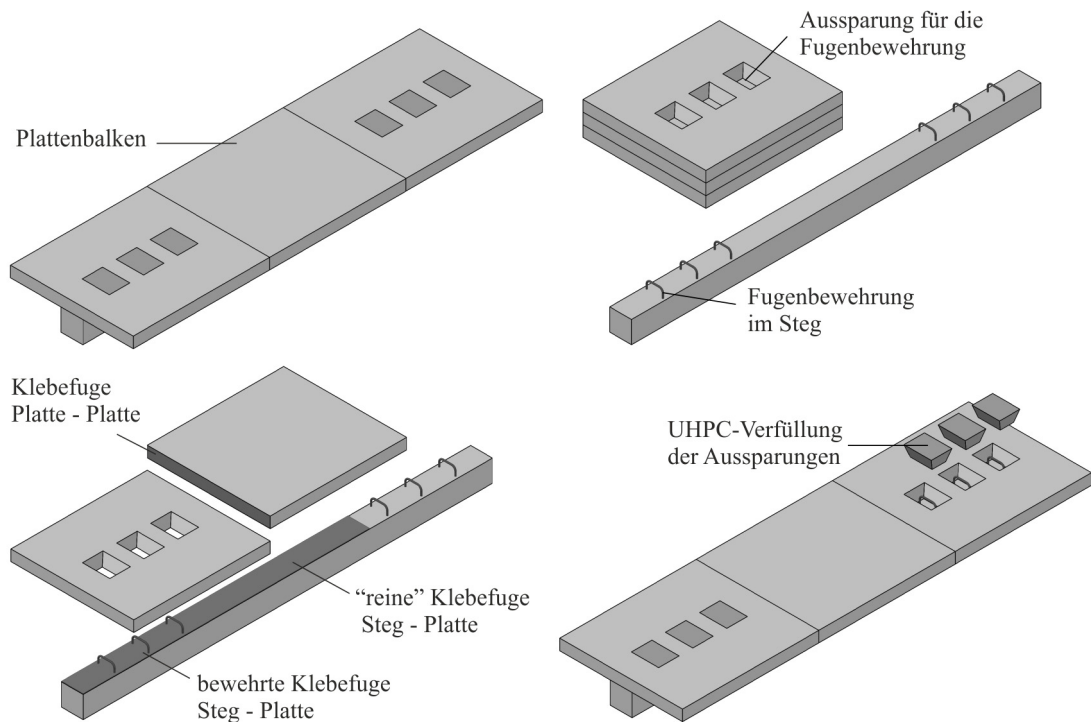 Plattenbalken
Aussparung für die
Fugenbewehrung
Fugenbewehrung
im Steg
Klebefuge
Platte - Platte
“reine” Klebefuge
Steg - Platte
bewehrte Klebefuge
Steg - Platte
UHPC-Verfüllung
der Aussparungen